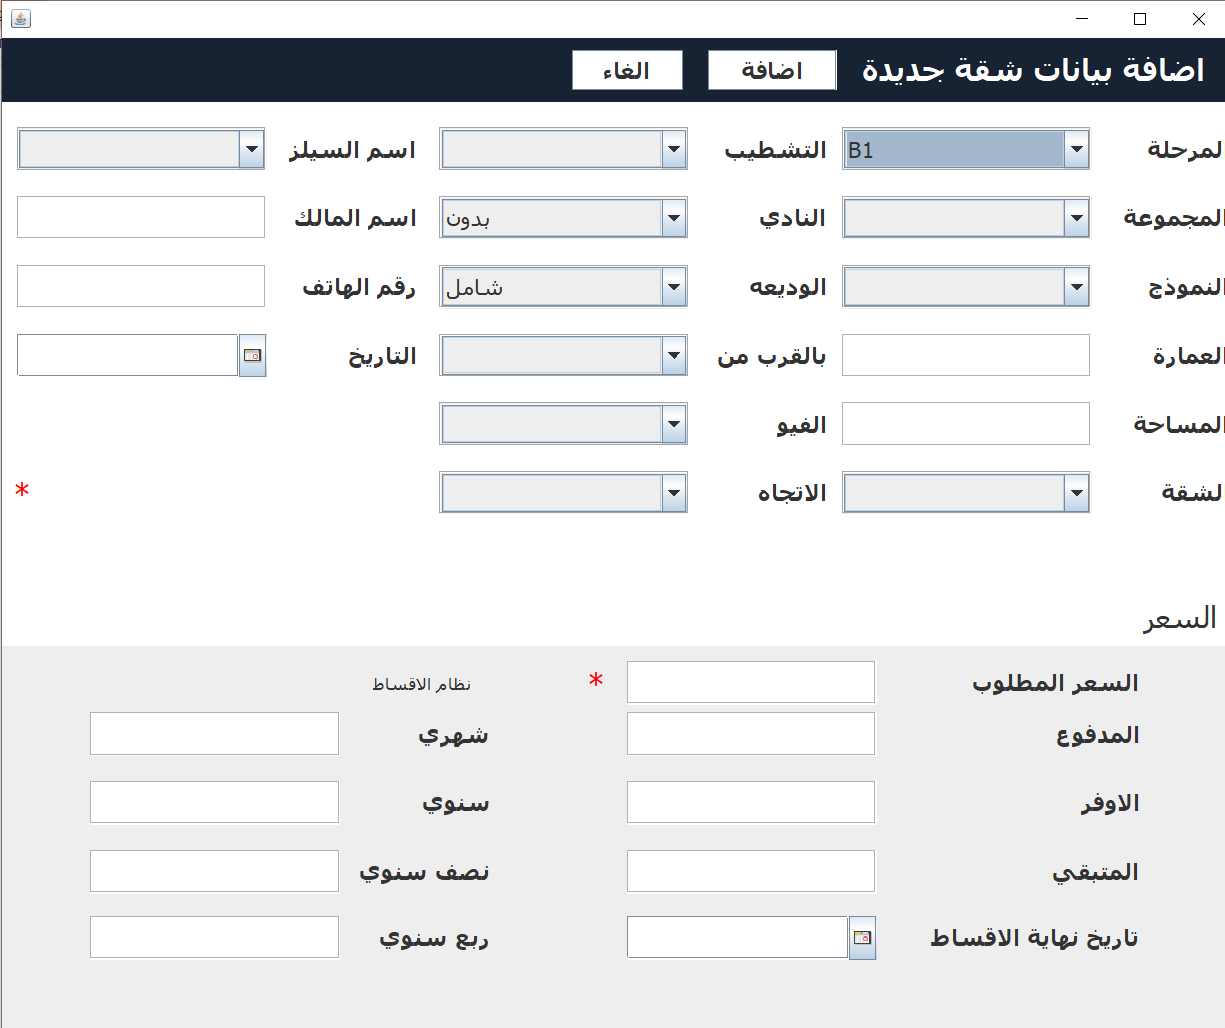 اضافة بيانات شقة جديدة اضافة الغاء
المرحلة B1 التشطيب اسم السيلز
المجموعة النادي بدون اسم المالك
النموذج الوديعه شامل رقم الهاتف
العمارة بالقرب من التاريخ
المساحة الفيو
الشقة الاتجاه *
السعر
السعر المطلوب * نظام الاقساط
المدفوع شهري
الاوفر سنوي
المتبقي نصف سنوي
تاريخ نهاية الاقساط ربع سنوي